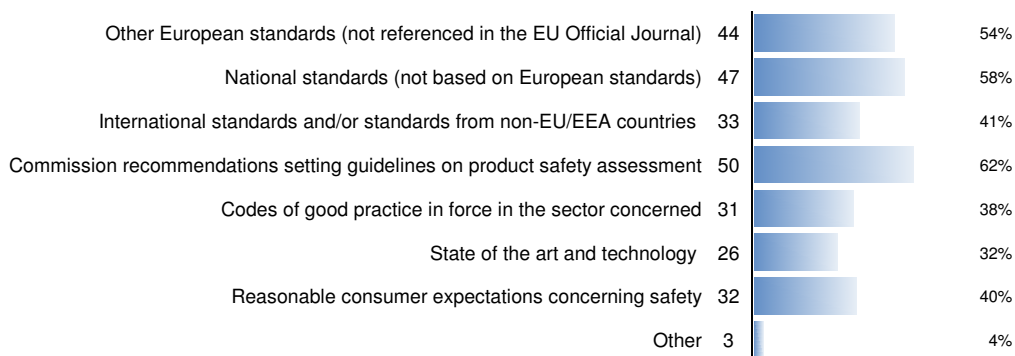 Other European standards (not referenced in the EU Official Journal) 44 54%
National standards (not based on European standards) 47 58%
International standards and/or standards from non-EU/EEA countries 33 41%
Commission recommendations setting guidelines on product safety assessment 50 62%
Codes of good practice in force in the sector concerned 31 38%
State of the art and technology 26 32%
Reasonable consumer expectations concerning safety 32 40%
Other 3 4%